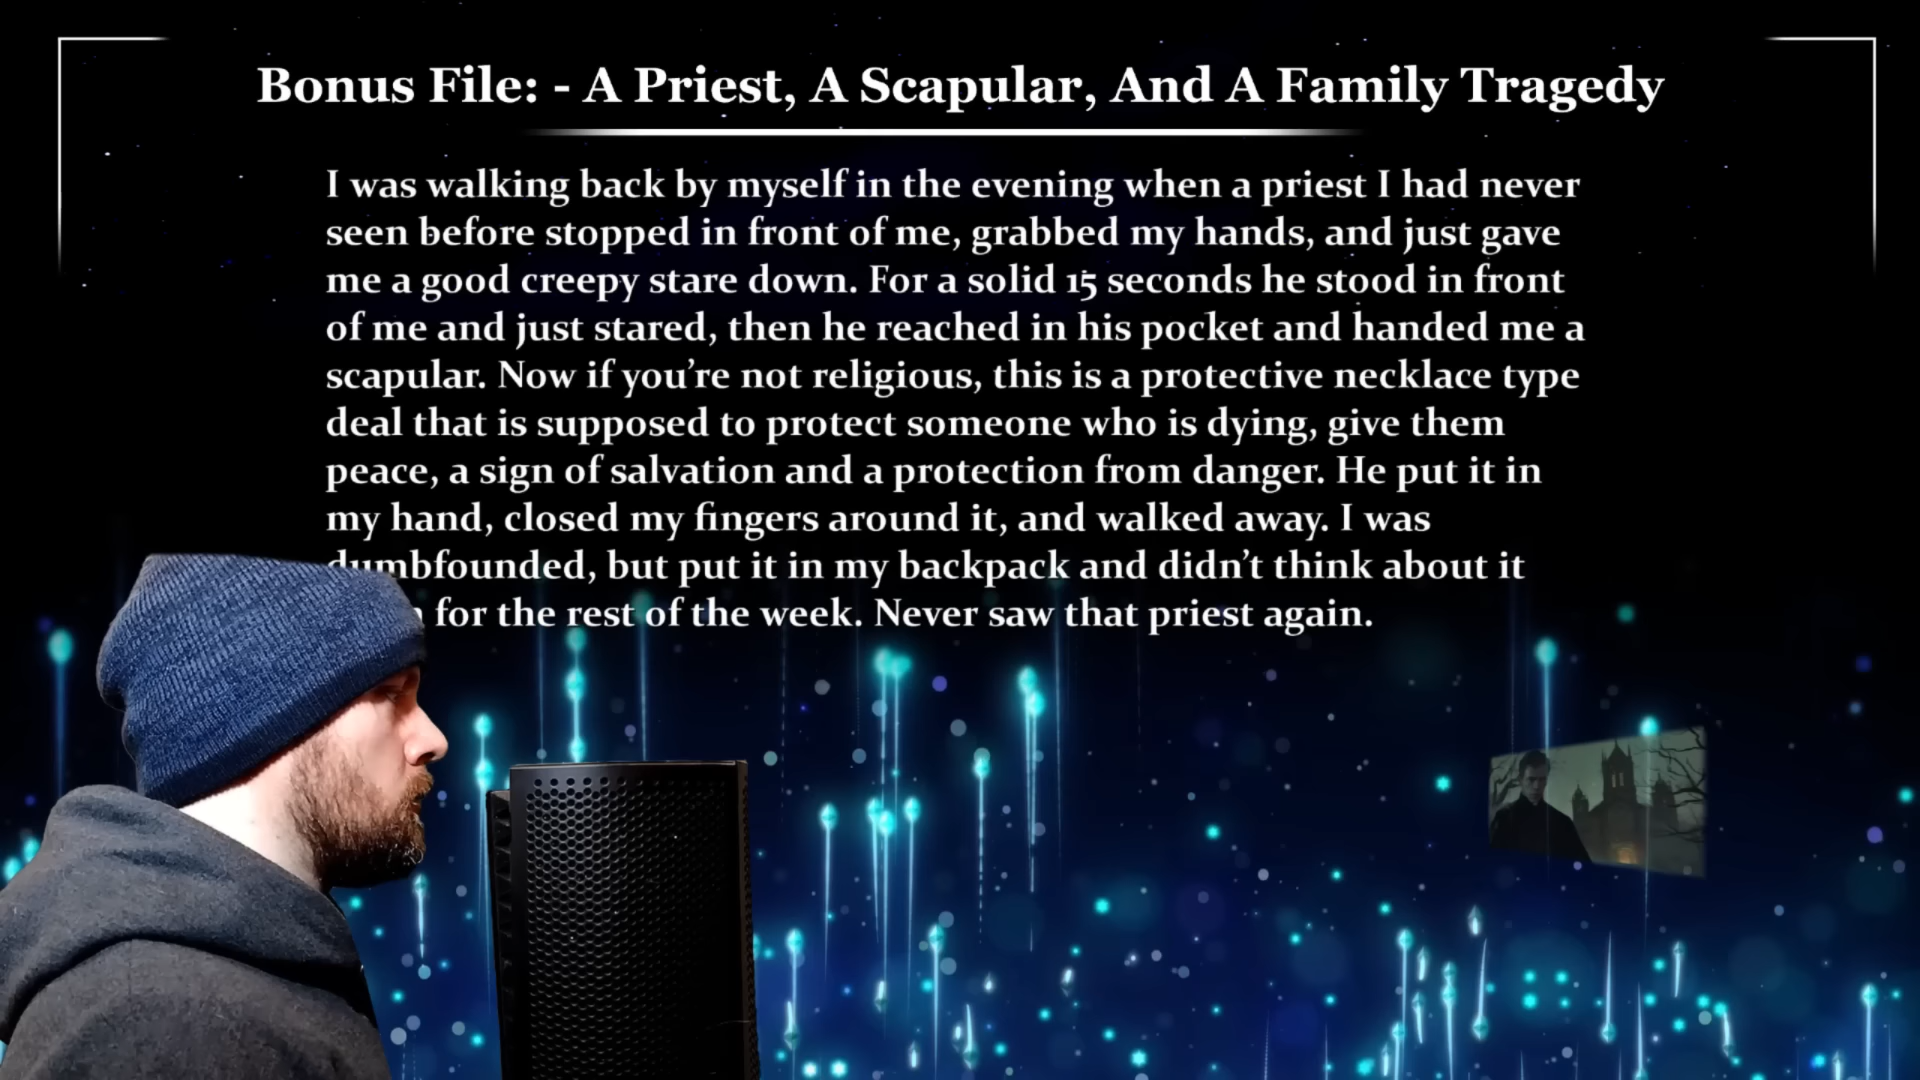 Bonus File: - A Priest, A Scapular, And A Family Tragedy
I was walking back by myself in the evening when a priest I had never
seen before stopped in front of me, grabbed my hands, and just gave
me a good creepy stare down. For a solid 15 seconds he stood in front
of me and just stared, then he reached in his pocket and handed me a
scapular. Now if you’re not religious, this is a protective necklace type
deal that is supposed to protect someone who is dying, give them
peace, a sign of salvation and a protection from danger. He put it in
my hand, closed my fingers around it, and walked away. I was
dumbfounded, but put it in my backpack and didn’t think about it
for the rest of the week. Never saw that priest again.